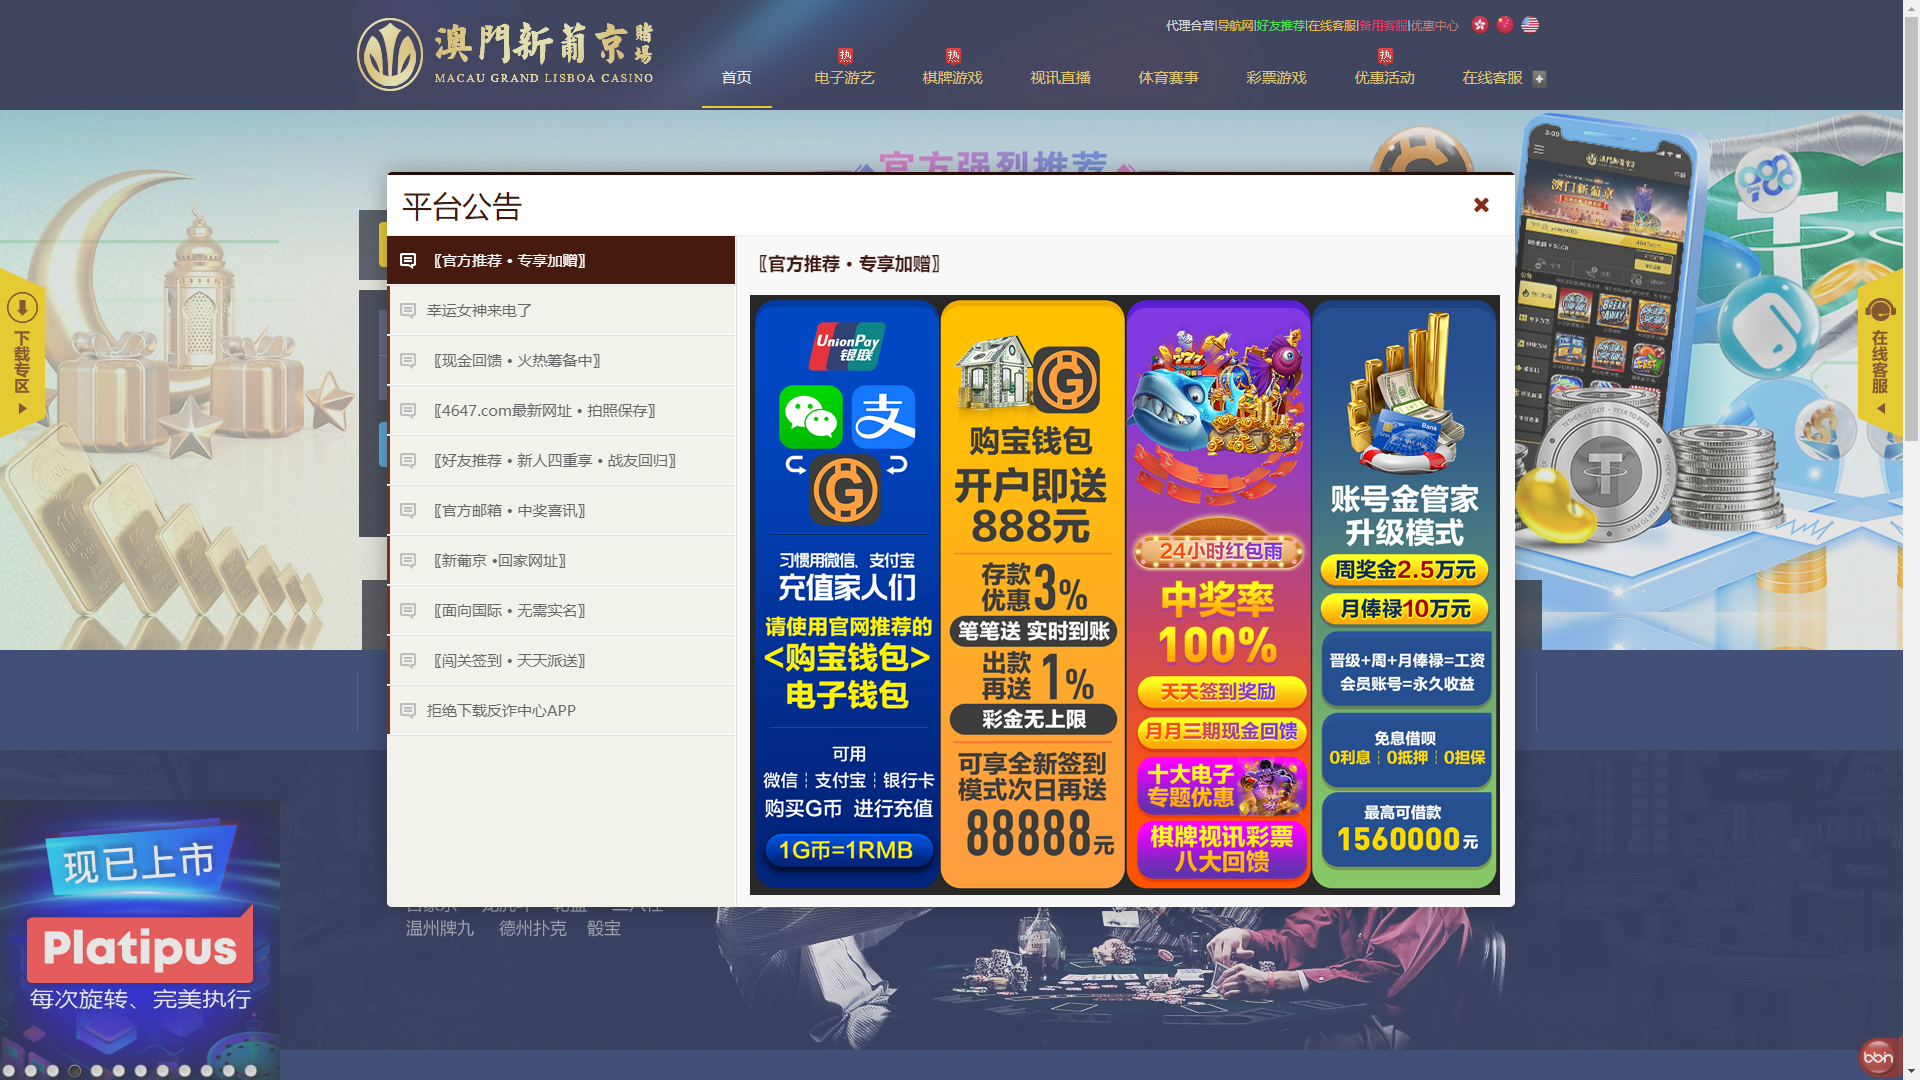 澳門新葡京
賭場
MACAU GRAND LISBOA CASINO
代理合营|导航网|好友推荐|在线客服|备用客服|优惠中心
首页
热
电子游艺
热
棋牌游戏
视讯直播
体育赛事
彩票游戏
热
优惠活动
在线客服
官方强烈推荐
平台公告
〖官方推荐 • 专享加赠〗
幸运女神来电了
〖现金回馈 • 火热筹备中〗
〖4647.com最新网址 • 拍照保存〗
〖好友推荐 • 新人四重享 • 战友回归〗
〖官方邮箱 • 中奖喜讯〗
〖新葡京 •回家网址〗
〖面向国际 • 无需实名〗
〖闯关签到 • 天天派送〗
拒绝下载反诈中心APP
〖官方推荐 • 专享加赠〗
UnionPay
银联
支
习惯用微信、支付宝
充值家人们
请使用官网推荐的
<购宝钱包>
电子钱包
可用
微信┆支付宝┆银行卡
购买G币 进行充值
1G币=1RMB
购宝钱包
开户即送
888元
存款
优惠3%
笔笔送 实时到账
出款
再送1%
彩金无上限
可享全新签到
模式次日再送
88888元
777
24小时红包雨
中奖率
100%
天天签到奖励
月月三期现金回馈
十大电子
专题优惠
棋牌视讯彩票
八大回馈
Bank
账号金管家
升级模式
周奖金2.5万元
月俸禄10万元
晋级+周+月俸禄=工资
会员账号=永久收益
免息借呗
0利息┆0抵押┆0担保
最高可借款
1560000元
下载专区
在线客服
3:09
澳門新葡京
澳门新葡京
温州牌九 德州扑克 骰宝
现已上市
Platipus
每次旋转、完美执行
bbin